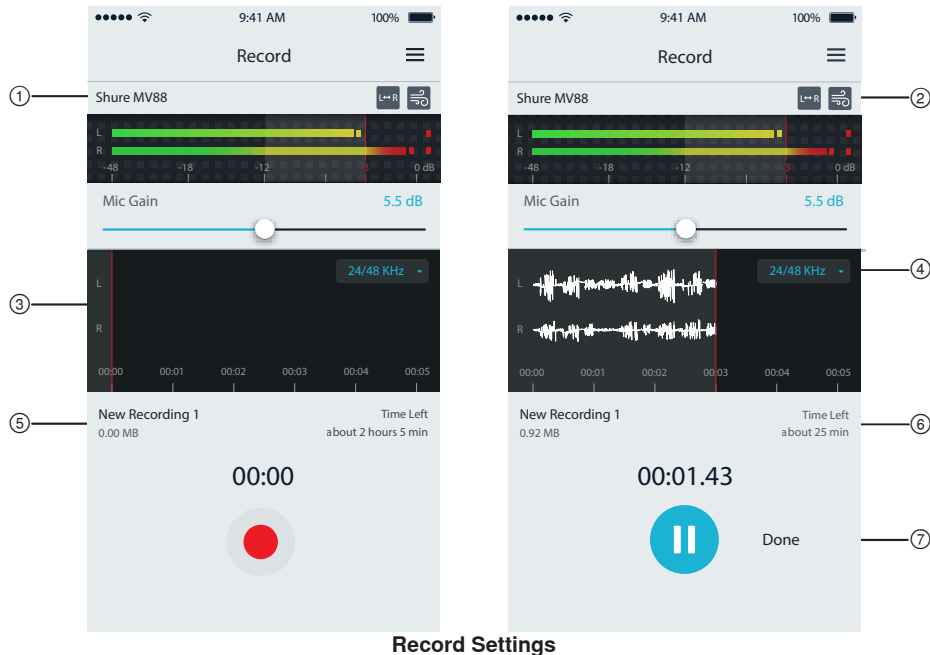 9:41 AM 100%
Record
① Shure MV88 L↔R
L
R
-48 -18 -12 -3 0 dB
Mic Gain 5.5 dB
24/48 KHz
③ L
R
00:00 00:01 00:02 00:03 00:04 00:05
⑤ New Recording 1 Time Left
0.00 MB about 2 hours 5 min
00:00
9:41 AM 100%
Record
Shure MV88 L↔R ②
L
R
-48 -18 -12 -3 0 dB
Mic Gain 5.5 dB
24/48 KHz ④
L
R
00:00 00:01 00:02 00:03 00:04 00:05
New Recording 1 Time Left ⑥
0.92 MB about 25 min
00:01.43
Done ⑦
Record Settings